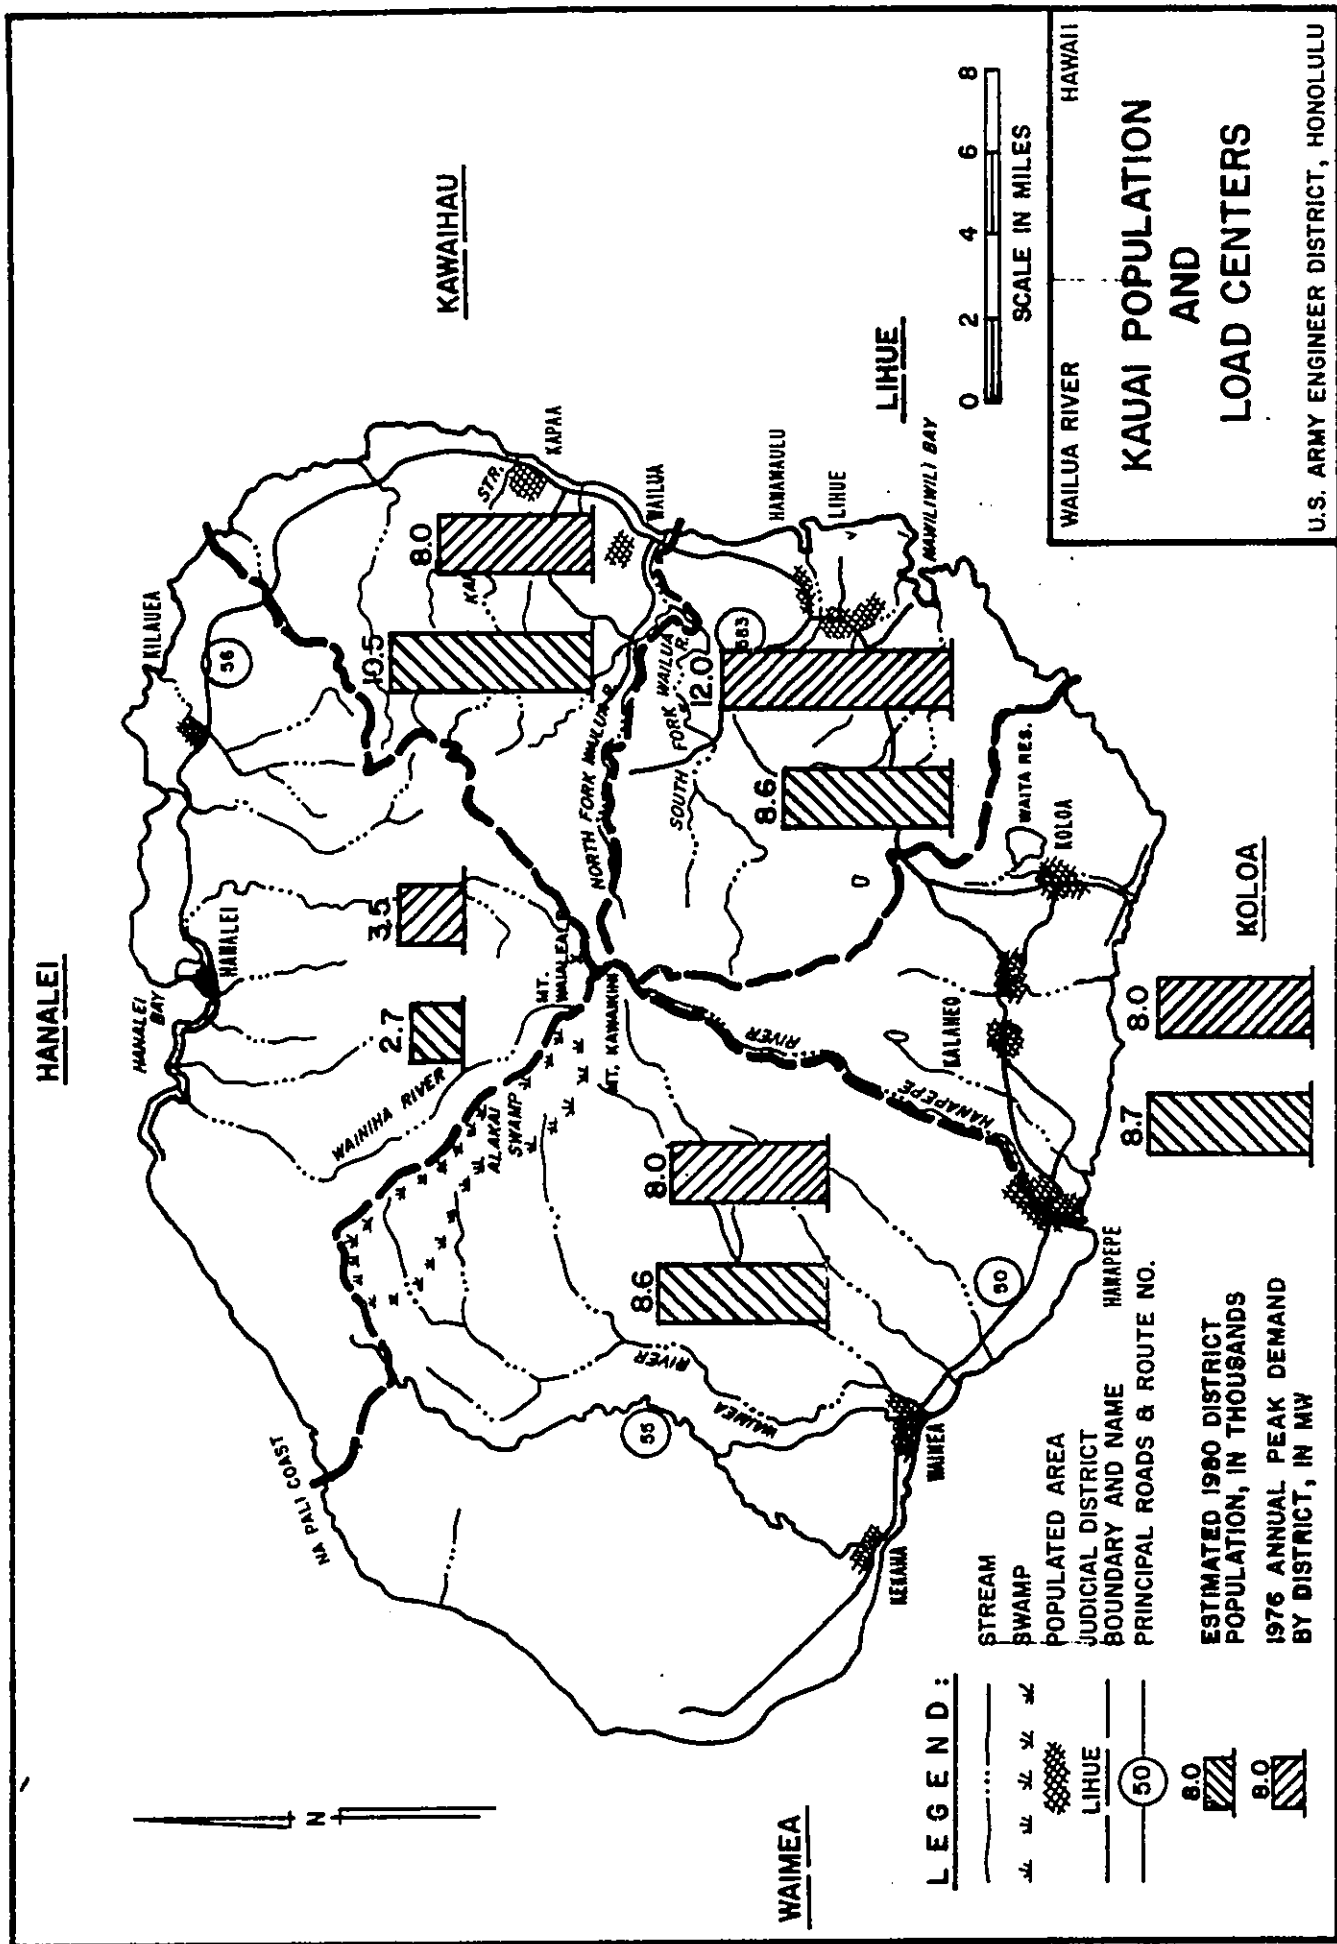 HANALEI
KAWAIHAU
LIHUE
KOLOA
WAIMEA
N
KILAUEA
56
HANALEI
BAY
HANALEI
NA PALI COAST
WAINIHA RIVER
ALAKAI
SWAMP
MT.
WAIALEALE
MT. KAWAIKINI
2.7
3.5
10.5
8.0
STR.
KAPAA
NORTH FORK WAILUA R.
WAILUA
SOUTH FORK WAILUA
R.
583
8.6
12.0
HANAMAULU
LIHUE
NAWILIWILI BAY
8.6
8.0
WAIMEA RIVER
55
HANAPEPE RIVER
KALAHEO
WAITA RES.
KOLOA
KEKAHA
WAIMEA
50
HANAPEPE
8.7
8.0
LEGEND:
STREAM
SWAMP
POPULATED AREA
LIHUE
JUDICIAL DISTRICT
BOUNDARY AND NAME
50
PRINCIPAL ROADS & ROUTE NO.
8.0
ESTIMATED 1980 DISTRICT
POPULATION, IN THOUSANDS
8.0
1976 ANNUAL PEAK DEMAND
BY DISTRICT, IN MW
0 2 4 6 8
SCALE IN MILES
WAILUA RIVER HAWAII
KAUAI POPULATION
AND
LOAD CENTERS
U.S. ARMY ENGINEER DISTRICT, HONOLULU